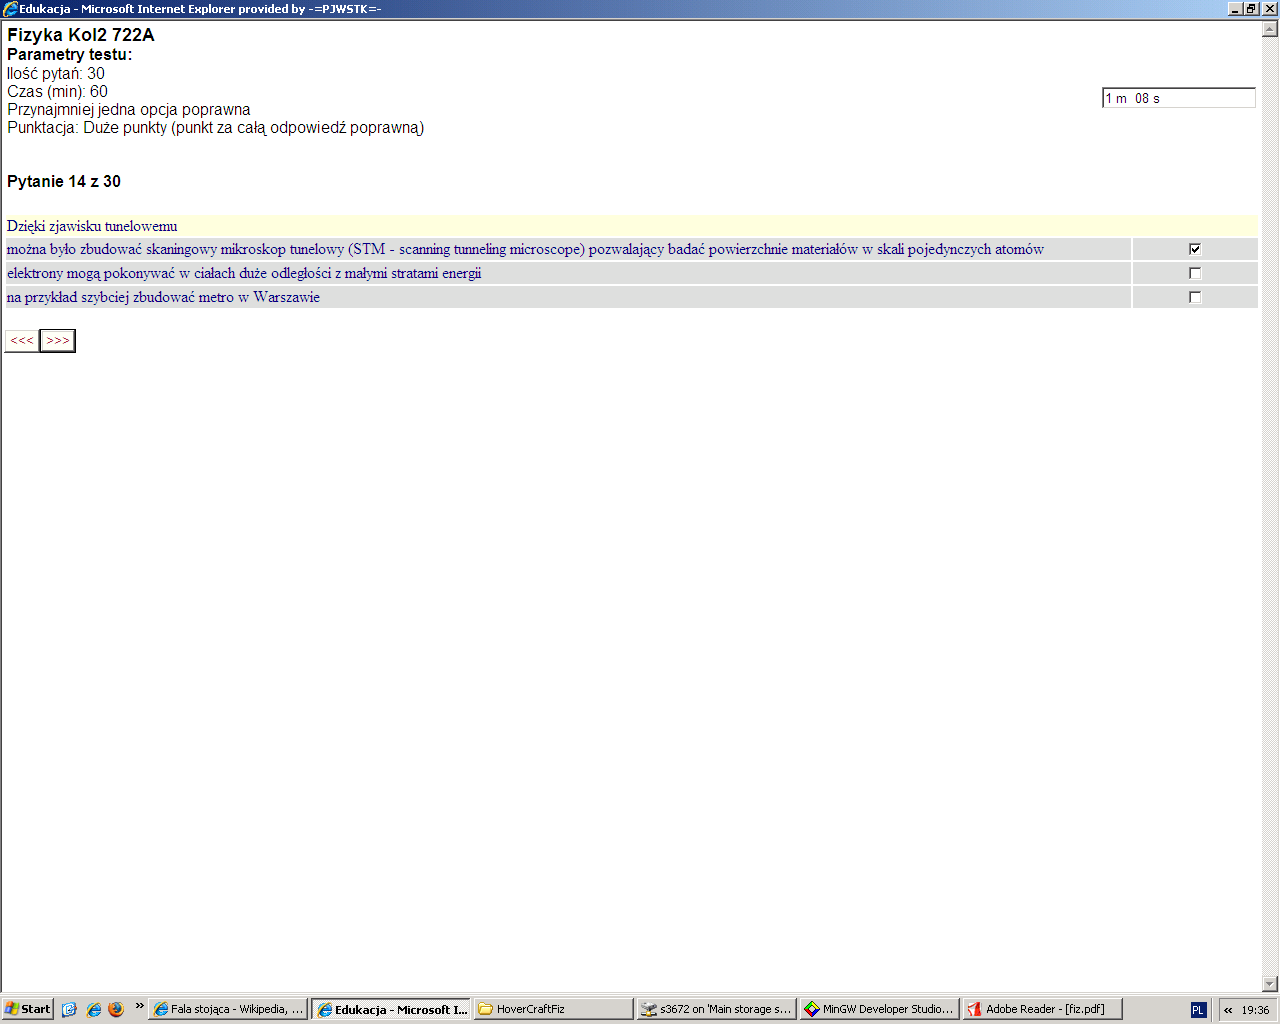 Edukacja - Microsoft Internet Explorer provided by -=PJWSTK=-
Fizyka Kol2 722A
Parametry testu:
Ilość pytań: 30
Czas (min): 60
1 m 08 s
Przynajmniej jedna opcja poprawna
Punktacja: Duże punkty (punkt za całą odpowiedź poprawną)
Pytanie 14 z 30
Dzięki zjawisku tunelowemu
można było zbudować skaningowy mikroskop tunelowy (STM - scanning tunneling microscope) pozwalający badać powierzchnie materiałów w skali pojedynczych atomów
elektrony mogą pokonywać w ciałach duże odległości z małymi stratami energii
na przykład szybciej zbudować metro w Warszawie
<<< >>>
Start » Fala stojąca - Wikipedia, ... Edukacja - Microsoft I... HoverCraftFiz s3672 on 'Main storage s... MinGW Developer Studio... Adobe Reader - [fiz.pdf] PL « 19:36